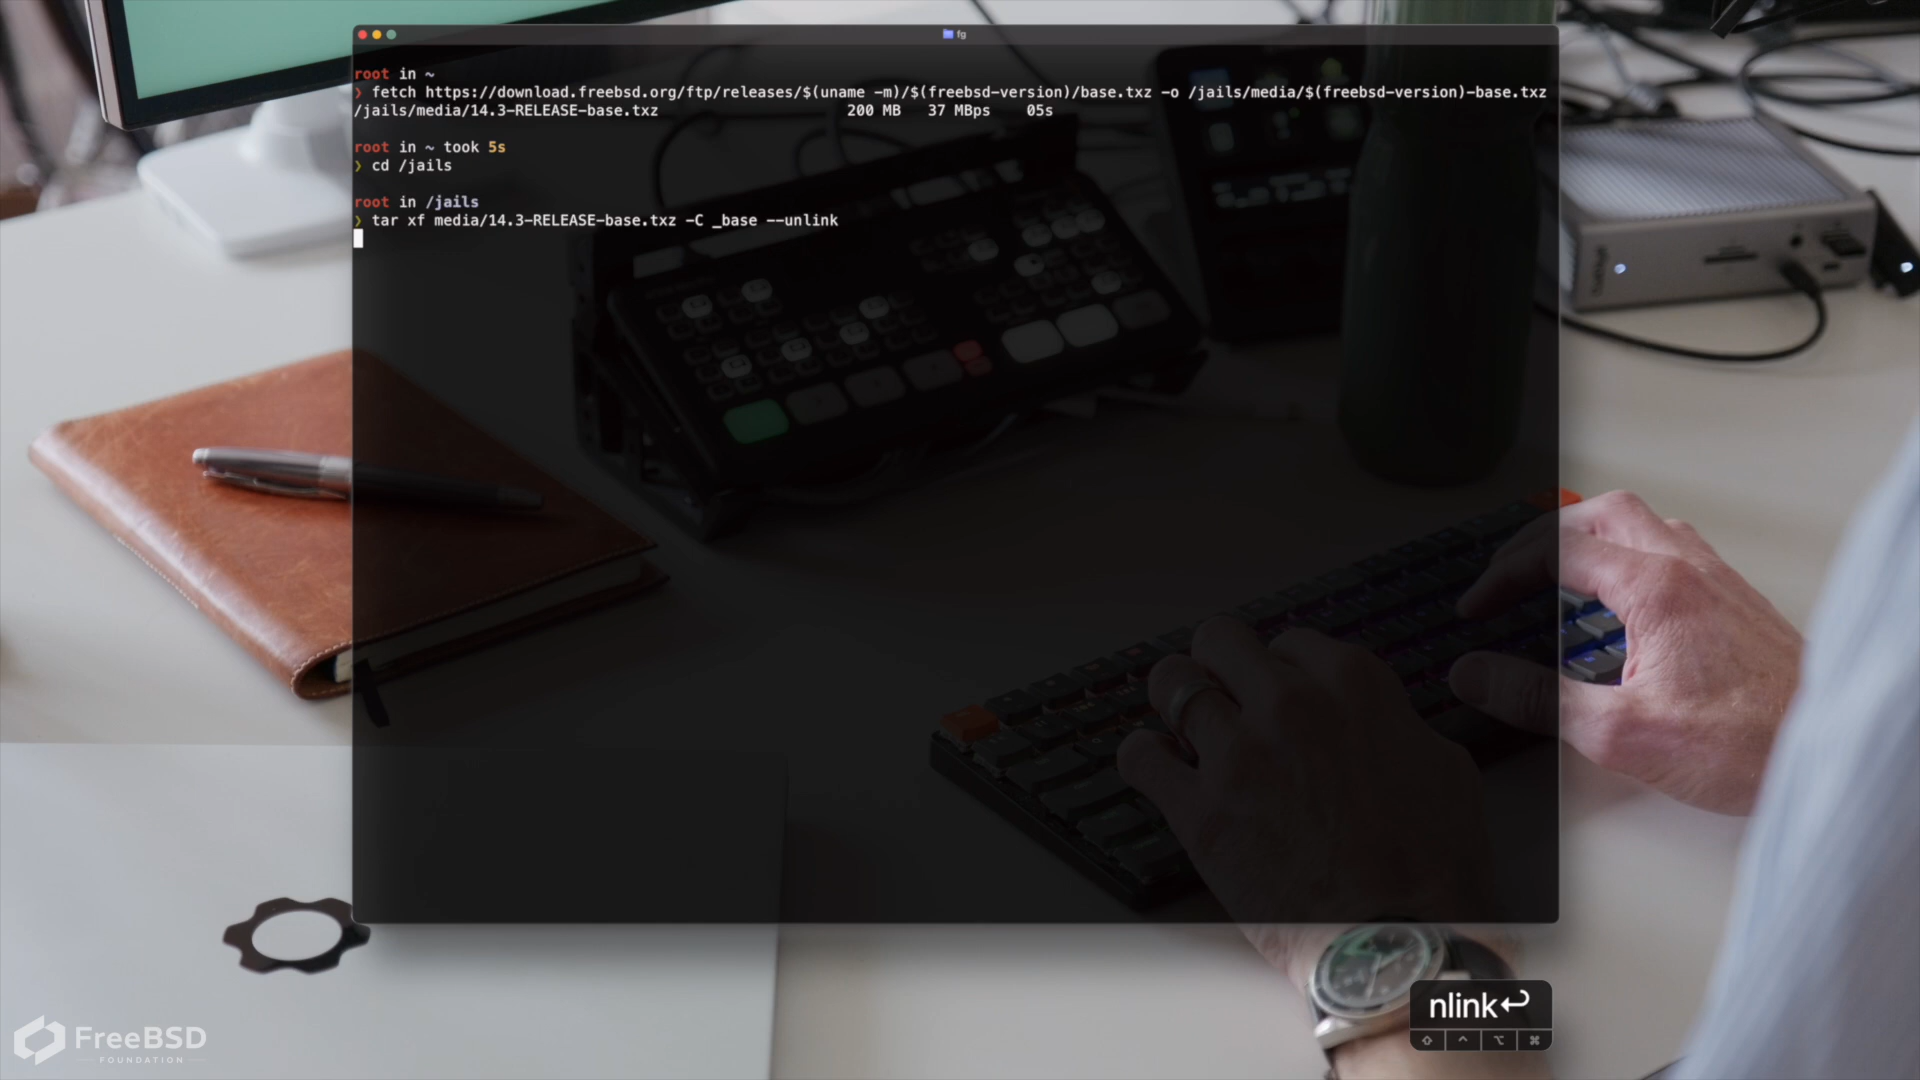 fg
root in ~
❯ fetch https://download.freebsd.org/ftp/releases/$(uname -m)/$(freebsd-version)/base.txz -o /jails/media/$(freebsd-version)-base.txz
/jails/media/14.3-RELEASE-base.txz 200 MB 37 MBps 05s
root in ~ took 5s
❯ cd /jails
root in /jails
❯ tar xf media/14.3-RELEASE-base.txz -C _base --unlink
nlink↩
⇧ ^ ⌥ ⌘
FreeBSD
FOUNDATION